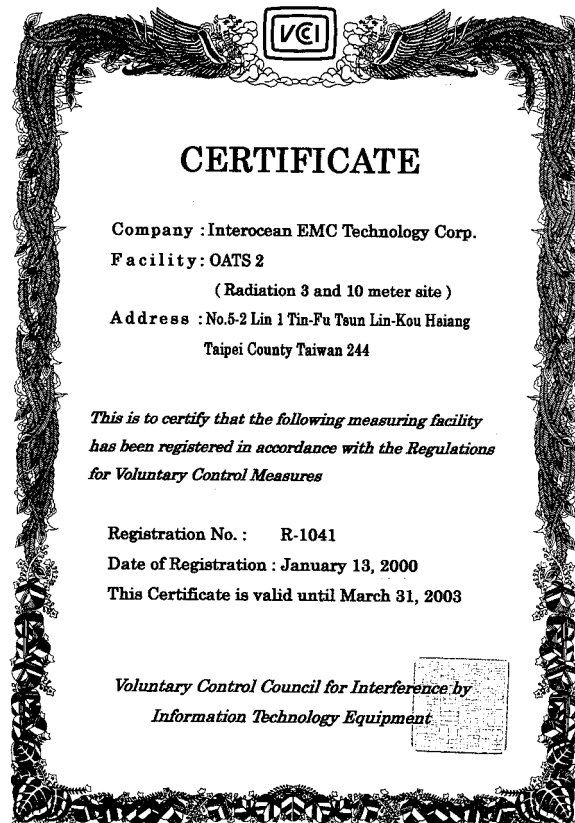 VCCI
CERTIFICATE
Company : Interocean EMC Technology Corp.
Facility: OATS 2
( Radiation 3 and 10 meter site )
Address : No.5-2 Lin 1 Tin-Fu Tsun Lin-Kou Hsiang
Taipei County Taiwan 244
This is to certify that the following measuring facility
has been registered in accordance with the Regulations
for Voluntary Control Measures
Registration No. : R-1041
Date of Registration : January 13, 2000
This Certificate is valid until March 31, 2003
Voluntary Control Council for Interference by
Information Technology Equipment